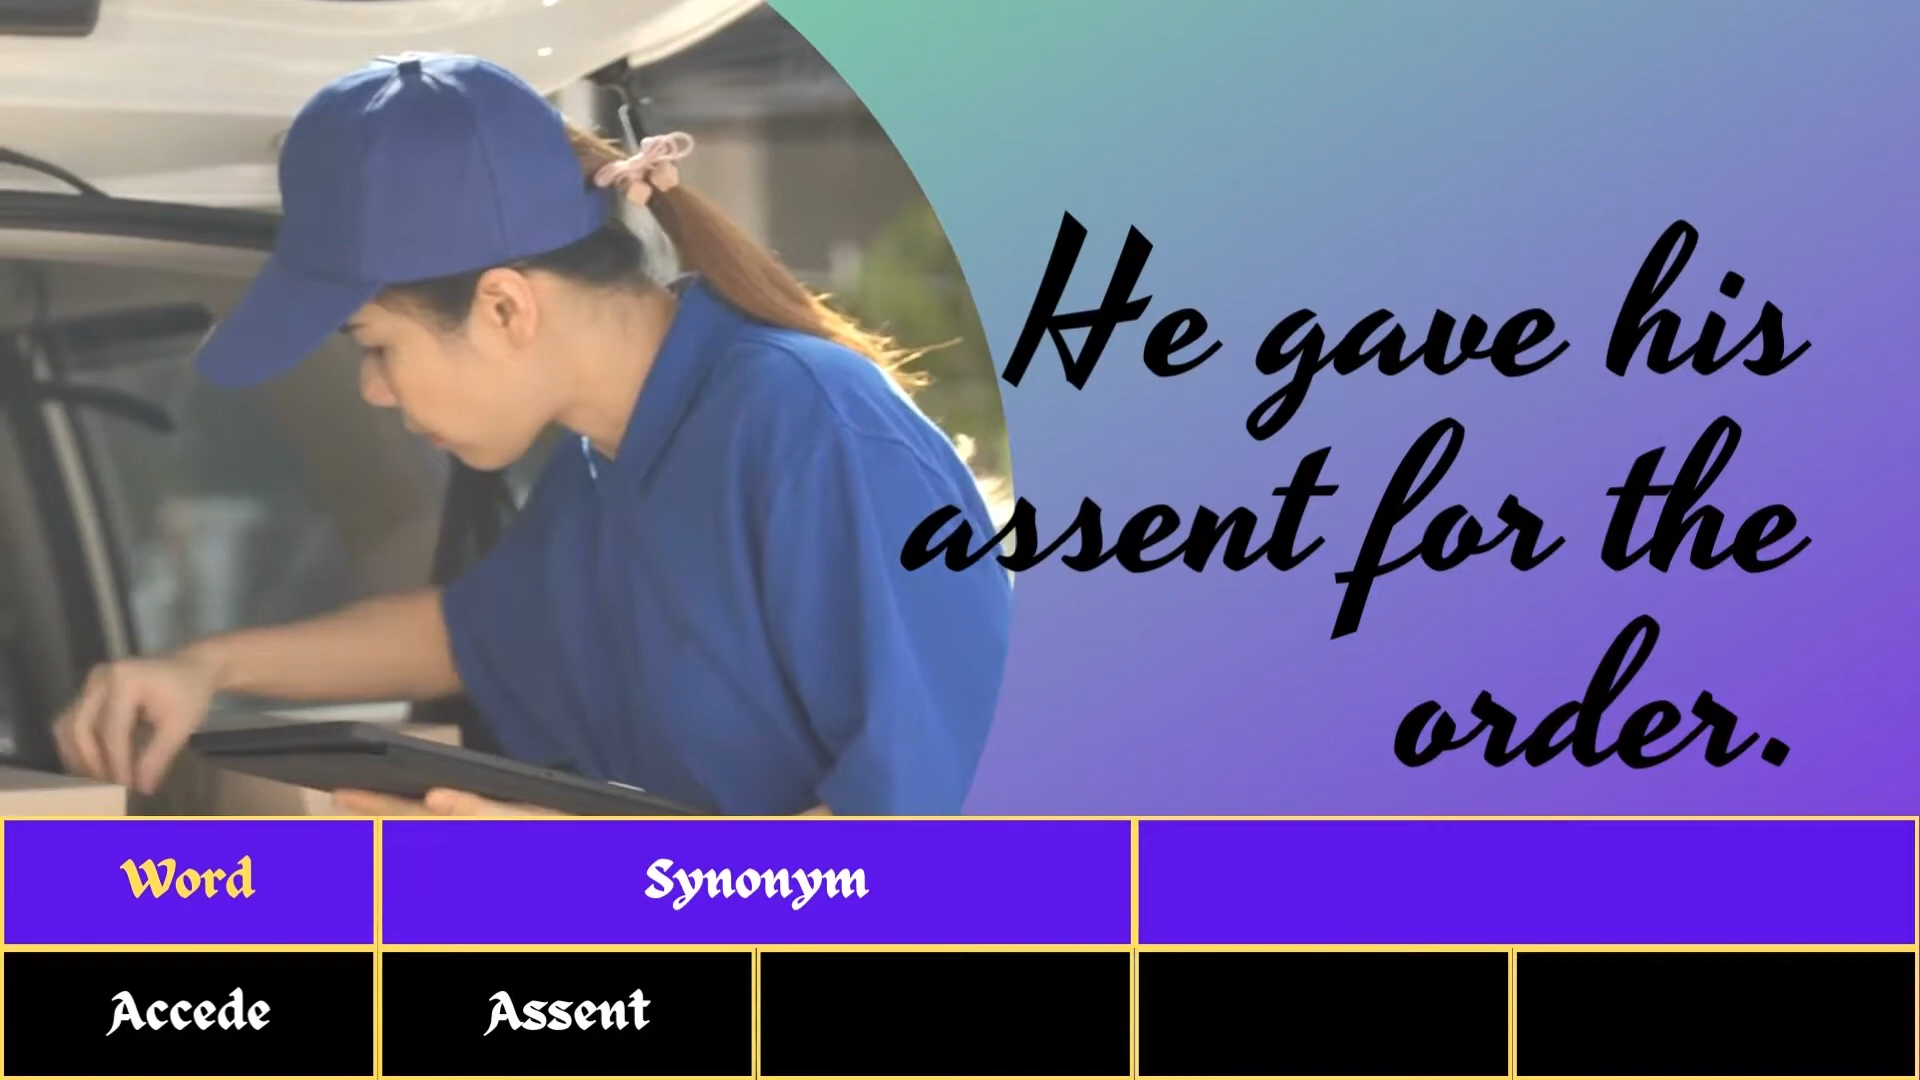 He gave his
assent for the
order.
Word Synonym
Accede Assent